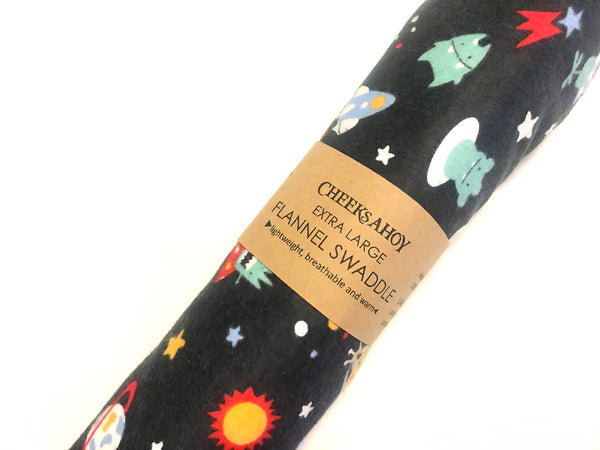 CHEEKSAHOY
EXTRA LARGE
FLANNEL SWADDLE
lightweight, breathable and warm